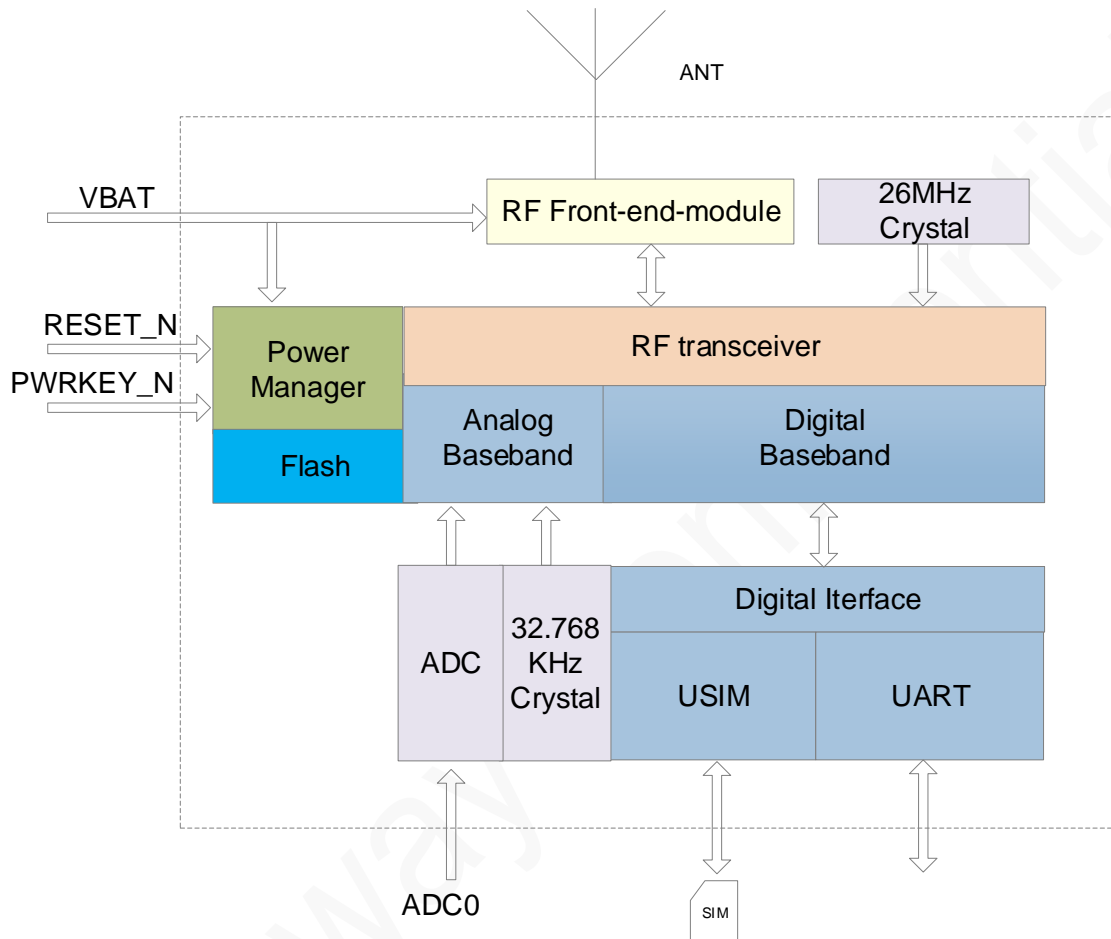 ANT
VBAT
RF Front-end-module
26MHz
Crystal
RESET_N
PWRKEY_N
Power
Manager
RF transceiver
Flash
Analog
Baseband
Digital
Baseband
ADC
32.768
KHz
Crystal
Digital Iterface
USIM
UART
ADC0
SIM